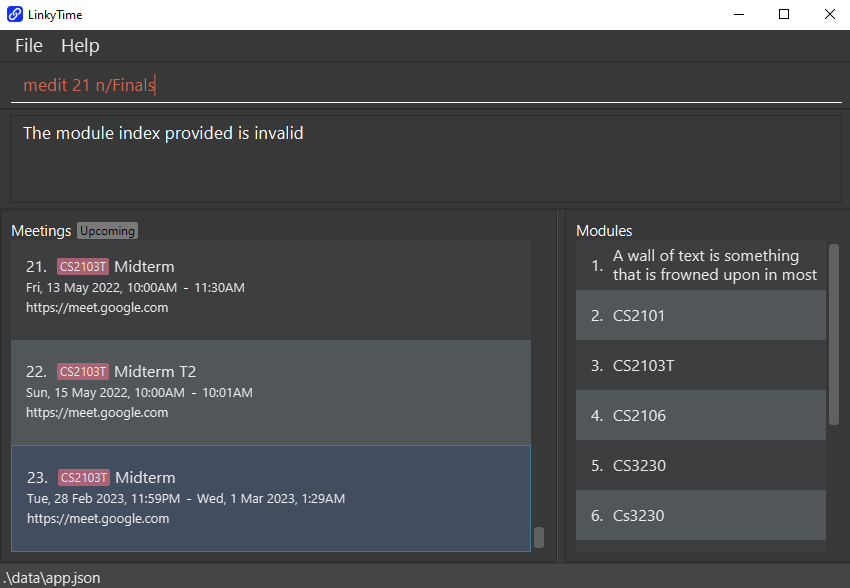 LinkyTime
File Help
medit 21 n/Finals
The module index provided is invalid
Meetings Upcoming
21. CS2103T Midterm
Fri, 13 May 2022, 10:00AM - 11:30AM
https://meet.google.com
22. CS2103T Midterm T2
Sun, 15 May 2022, 10:00AM - 10:01AM
https://meet.google.com
23. CS2103T Midterm
Tue, 28 Feb 2023, 11:59PM - Wed, 1 Mar 2023, 1:29AM
https://meet.google.com
Modules
1. A wall of text is something
that is frowned upon in most
2. CS2101
3. CS2103T
4. CS2106
5. CS3230
6. Cs3230
.\data\app.json